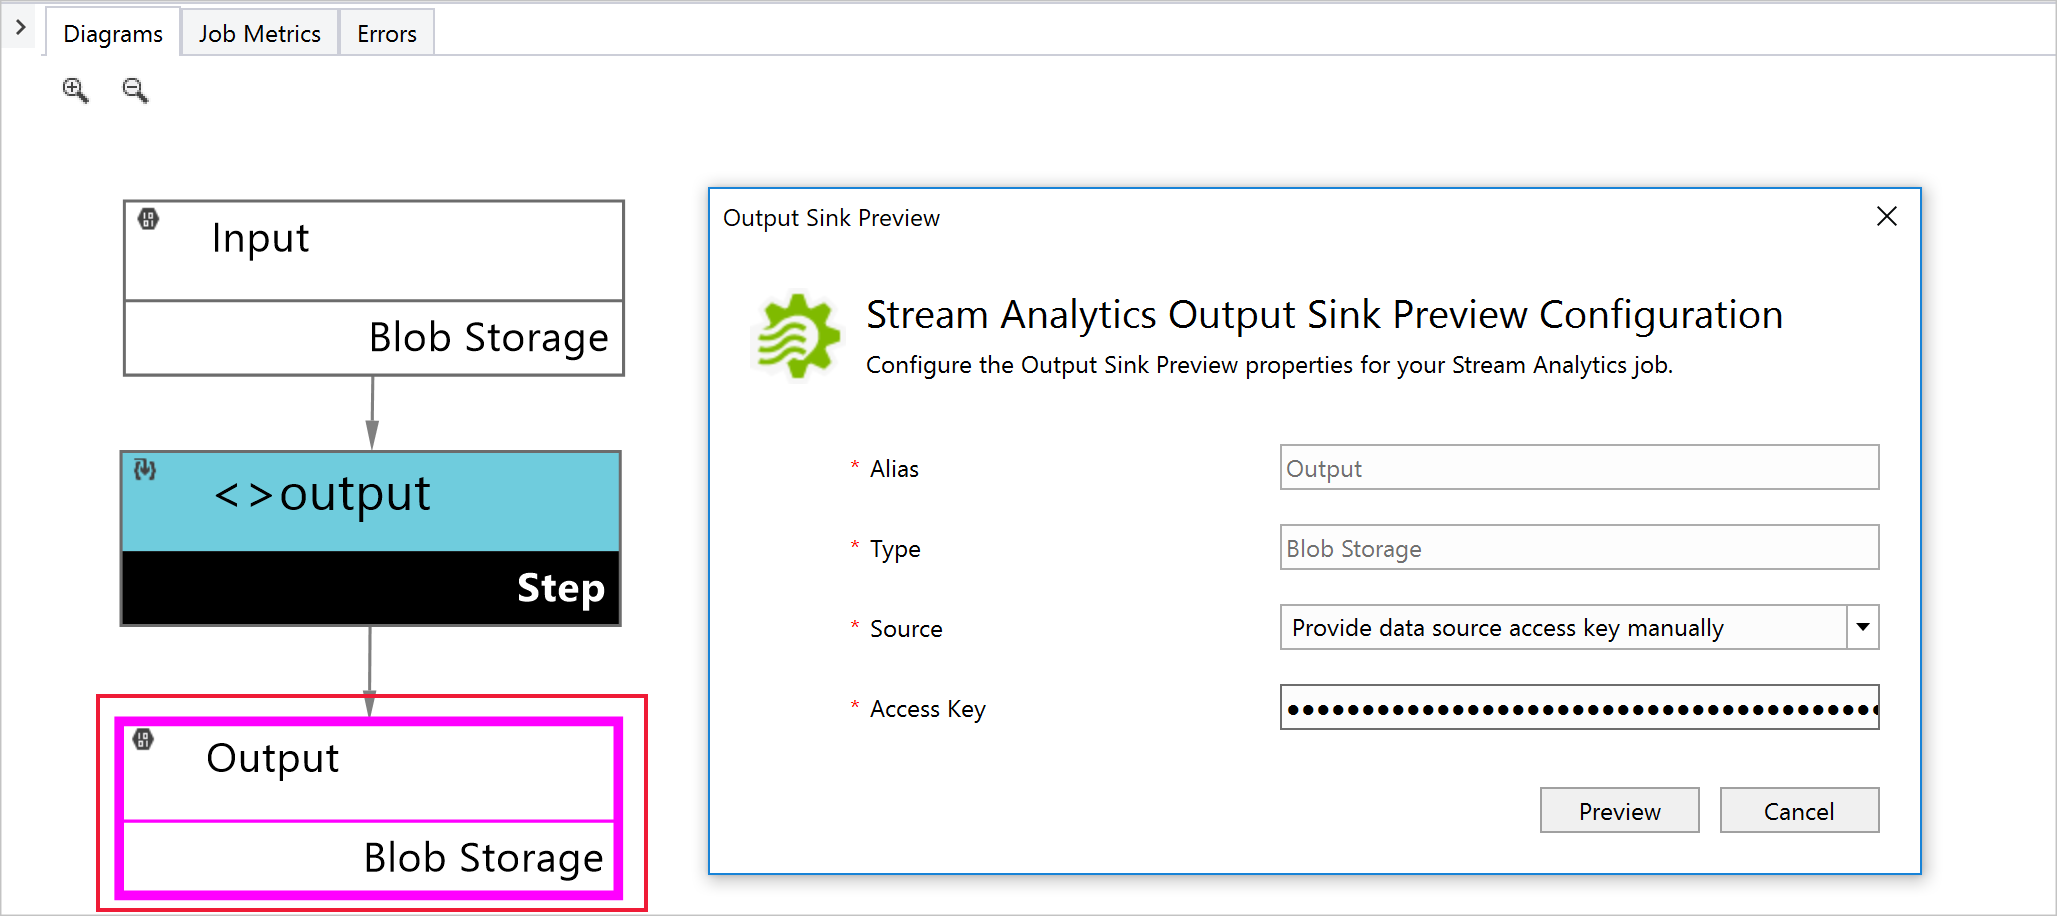 Diagrams
Job Metrics
Errors
Input
Blob Storage
<>output
Step
Output
Blob Storage
Output Sink Preview
Stream Analytics Output Sink Preview Configuration
Configure the Output Sink Preview properties for your Stream Analytics job.
* Alias
Output
* Type
Blob Storage
* Source
Provide data source access key manually
* Access Key
Preview
Cancel